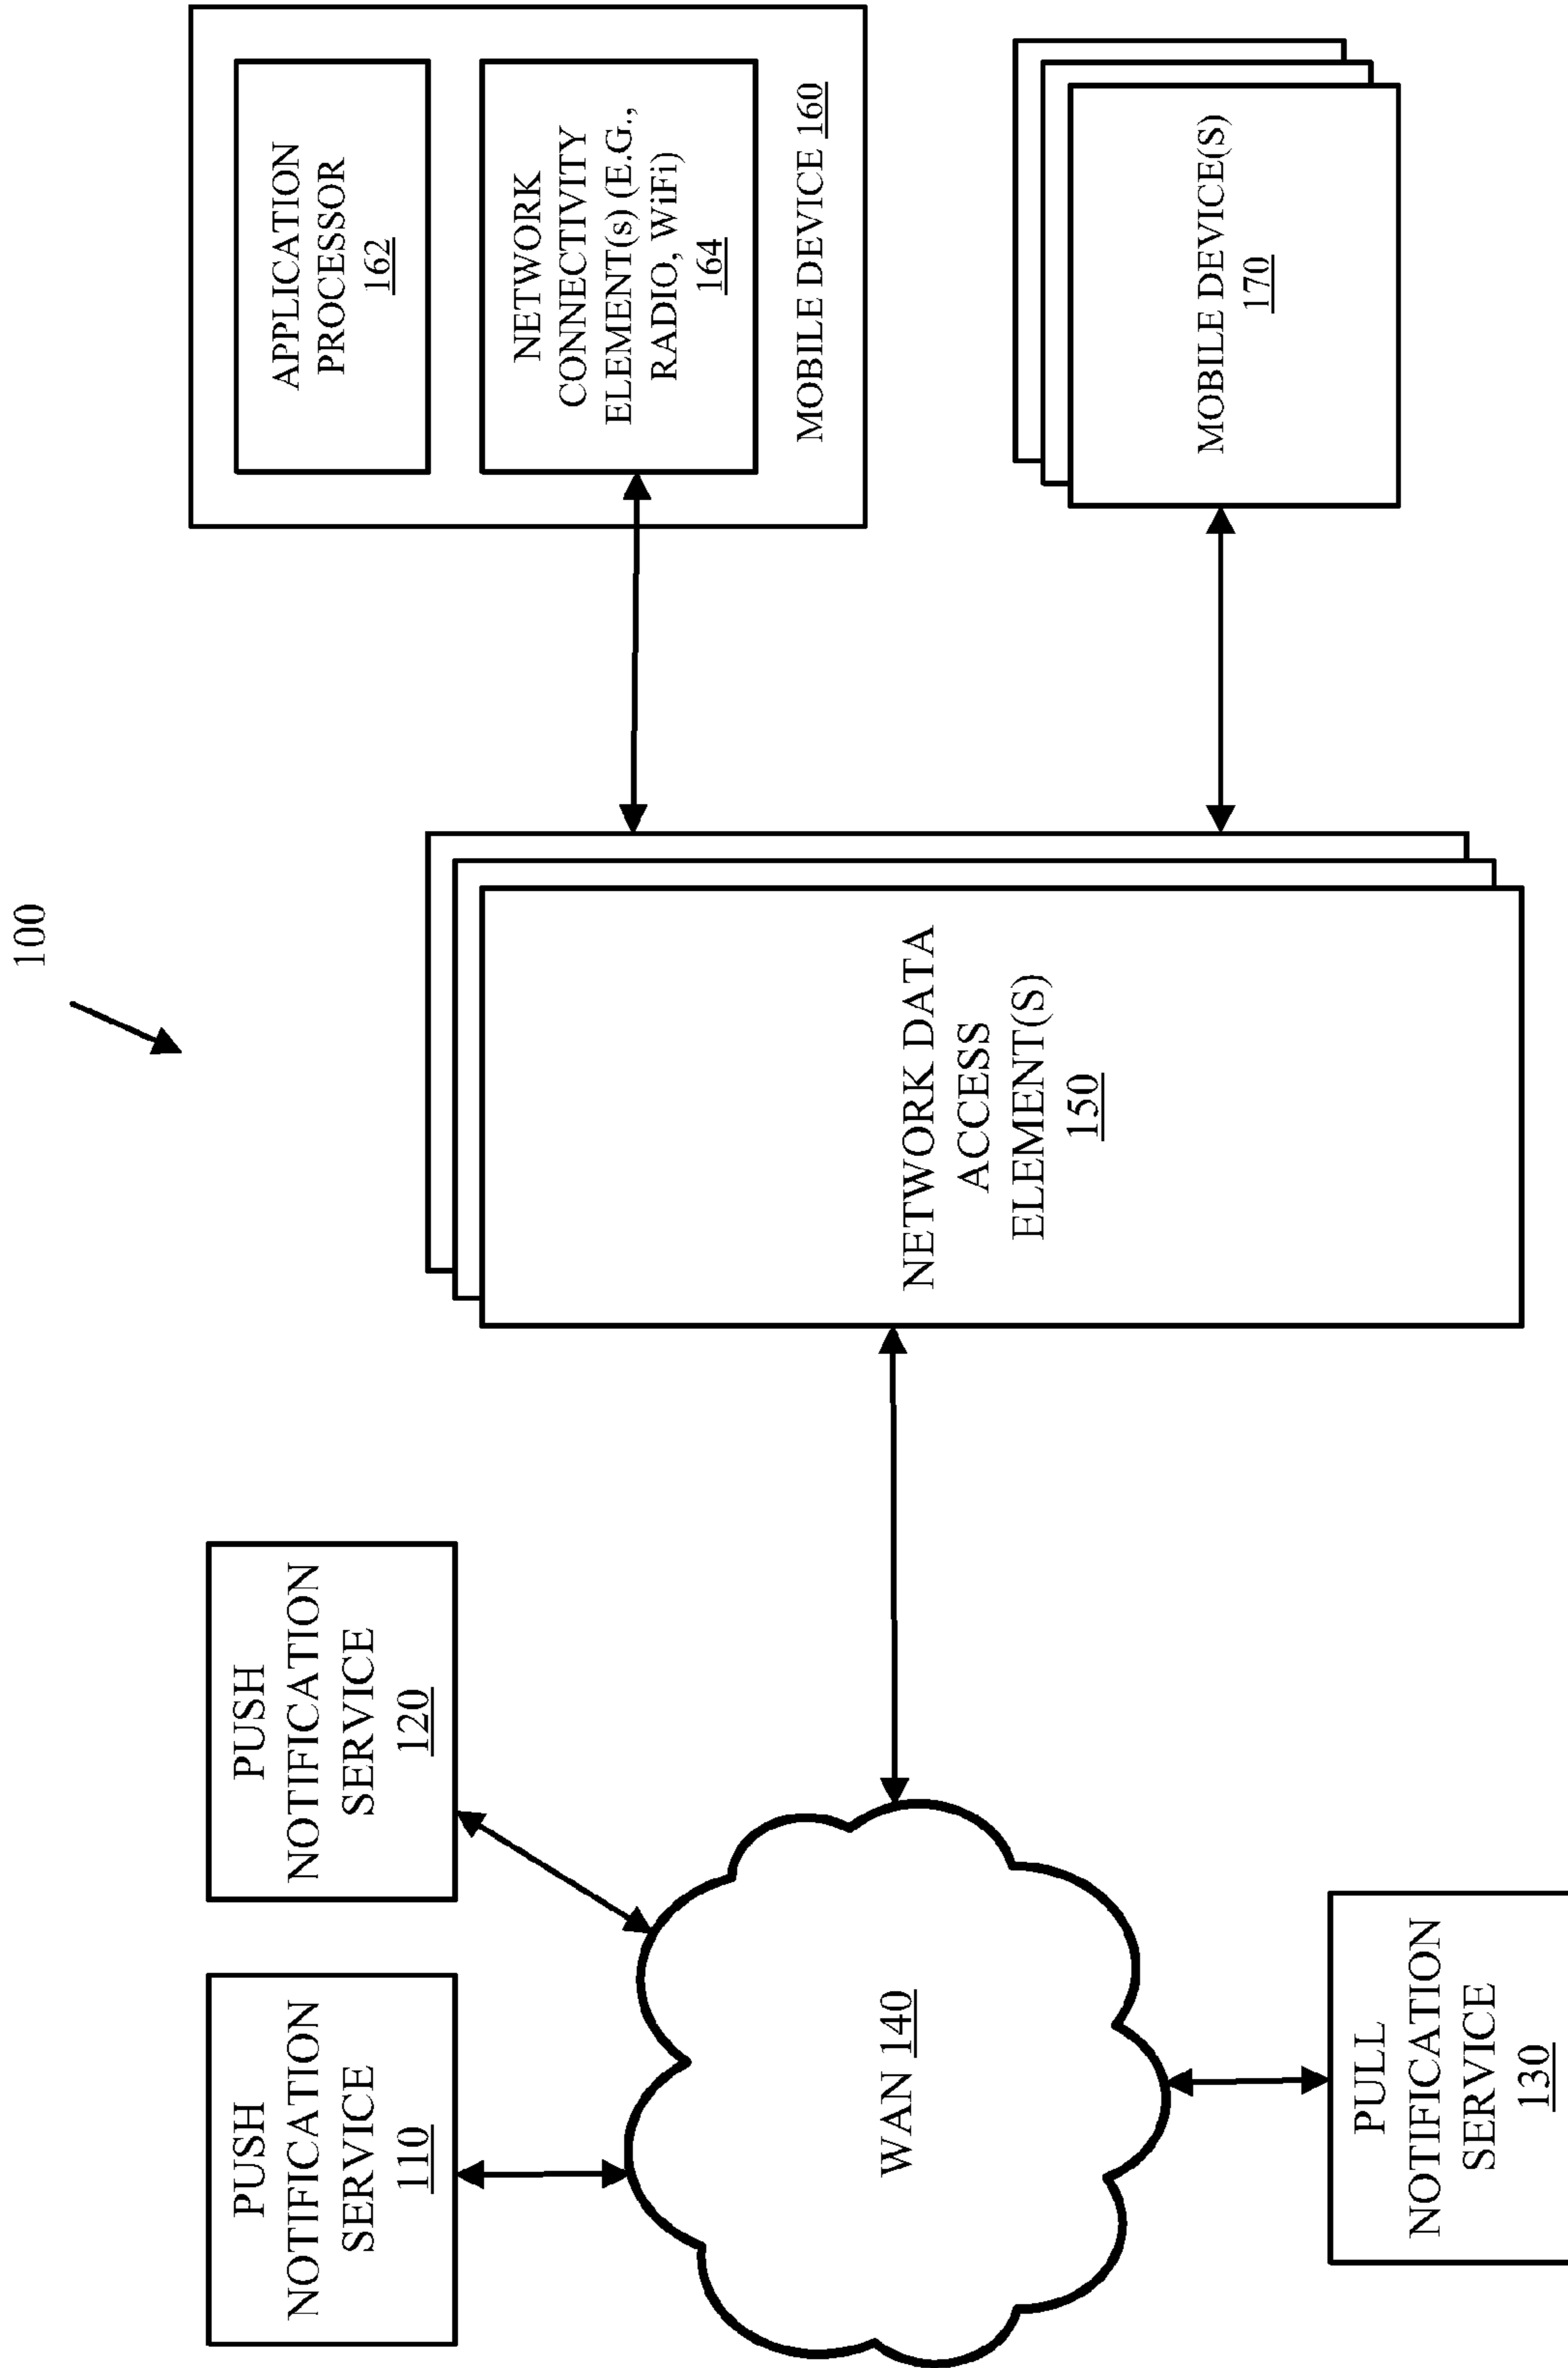 100
PUSH
NOTIFICATION
SERVICE
110
PUSH
NOTIFICATION
SERVICE
120
WAN 140
PULL
NOTIFICATION
SERVICE
130
NETWORK DATA
ACCESS
ELEMENT(S)
150
APPLICATION
PROCESSOR
162
NETWORK
CONNECTIVITY
ELEMENT(s) (E.G.,
RADIO, WiFi)
164
MOBILE DEVICE 160
MOBILE DEVICE(S)
170